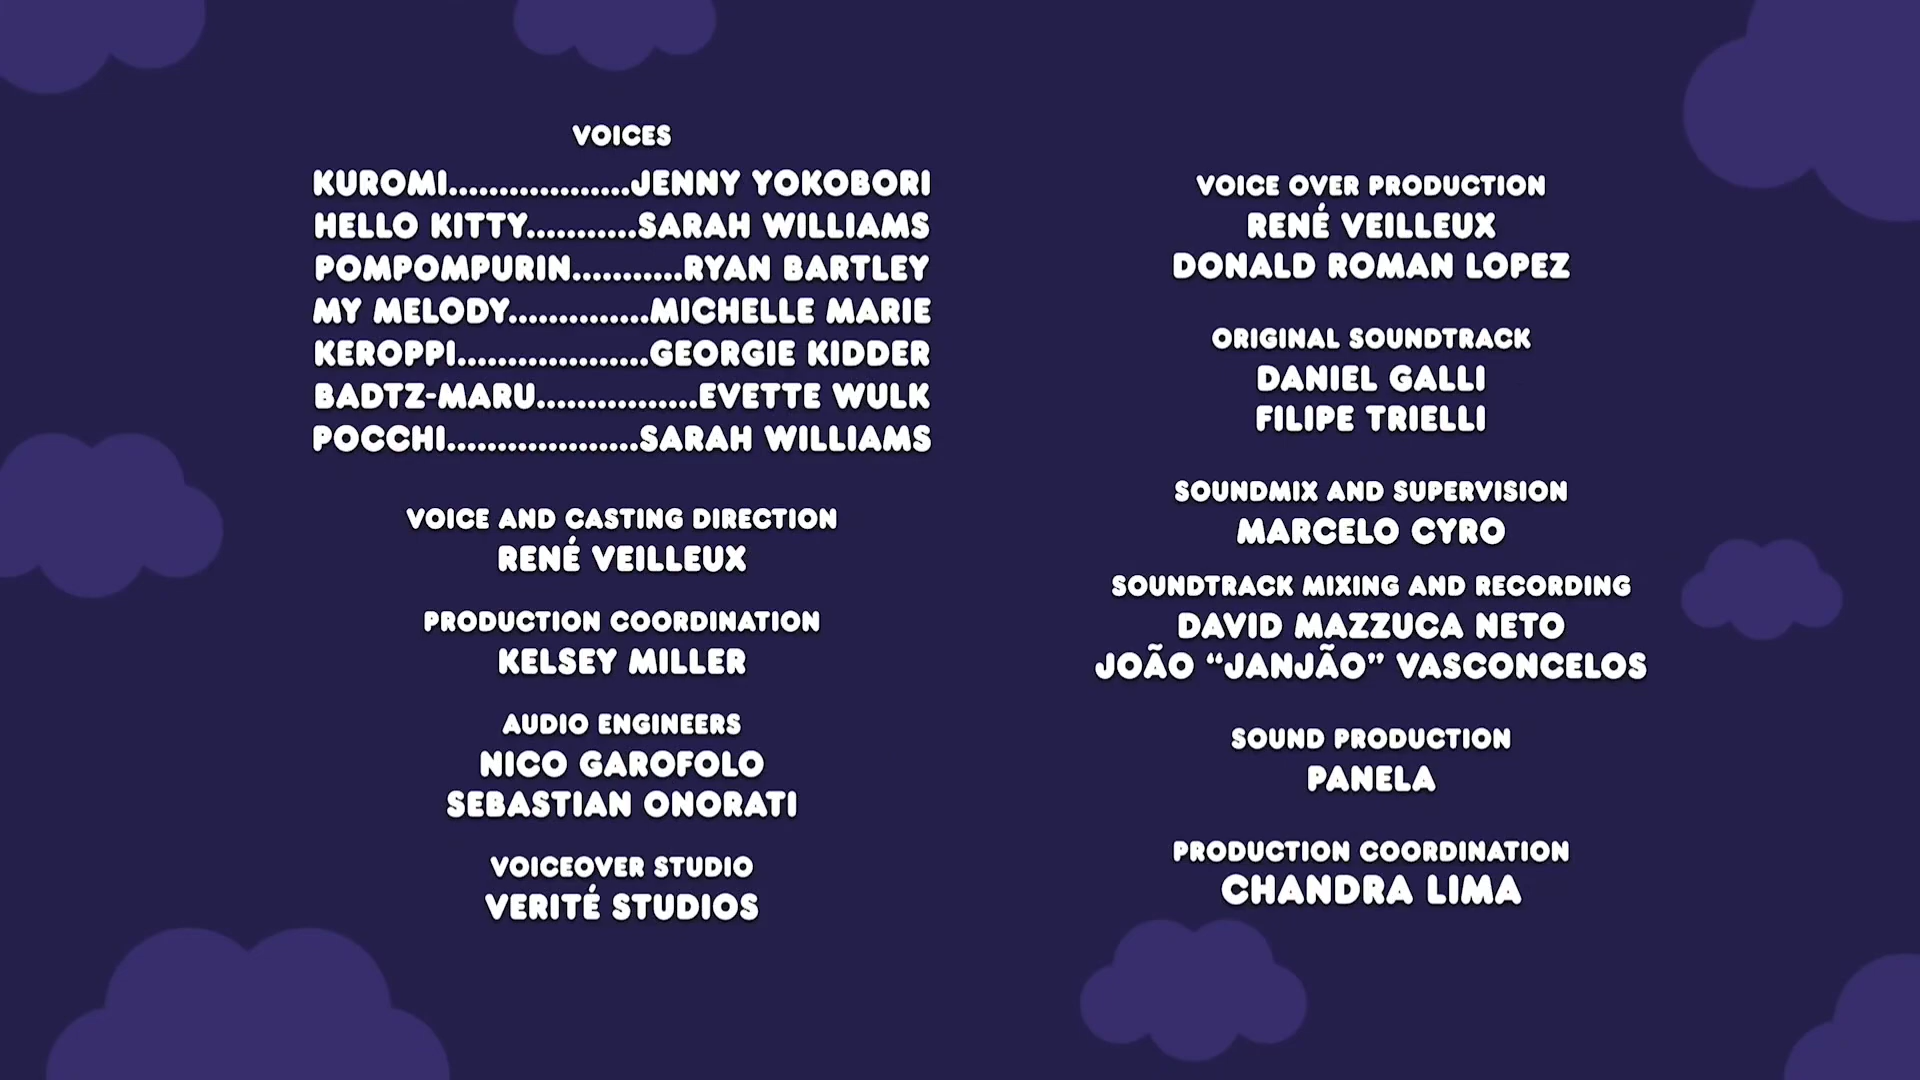 VOICES
KUROMI..................JENNY YOKOBORI
HELLO KITTY...........SARAH WILLIAMS
POMPOMPURIN...........RYAN BARTLEY
MY MELODY..............MICHELLE MARIE
KEROPPI...................GEORGIE KIDDER
BADTZ-MARU................EVETTE WULK
POCCHI...................SARAH WILLIAMS
VOICE AND CASTING DIRECTION
RENÉ VEILLEUX
PRODUCTION COORDINATION
KELSEY MILLER
AUDIO ENGINEERS
NICO GAROFOLO
SEBASTIAN ONORATI
VOICEOVER STUDIO
VERITÉ STUDIOS
VOICE OVER PRODUCTION
RENÉ VEILLEUX
DONALD ROMAN LOPEZ
ORIGINAL SOUNDTRACK
DANIEL GALLI
FILIPE TRIELLI
SOUNDMIX AND SUPERVISION
MARCELO CYRO
SOUNDTRACK MIXING AND RECORDING
DAVID MAZZUCA NETO
JOÃO “JANJÃO” VASCONCELOS
SOUND PRODUCTION
PANELA
PRODUCTION COORDINATION
CHANDRA LIMA